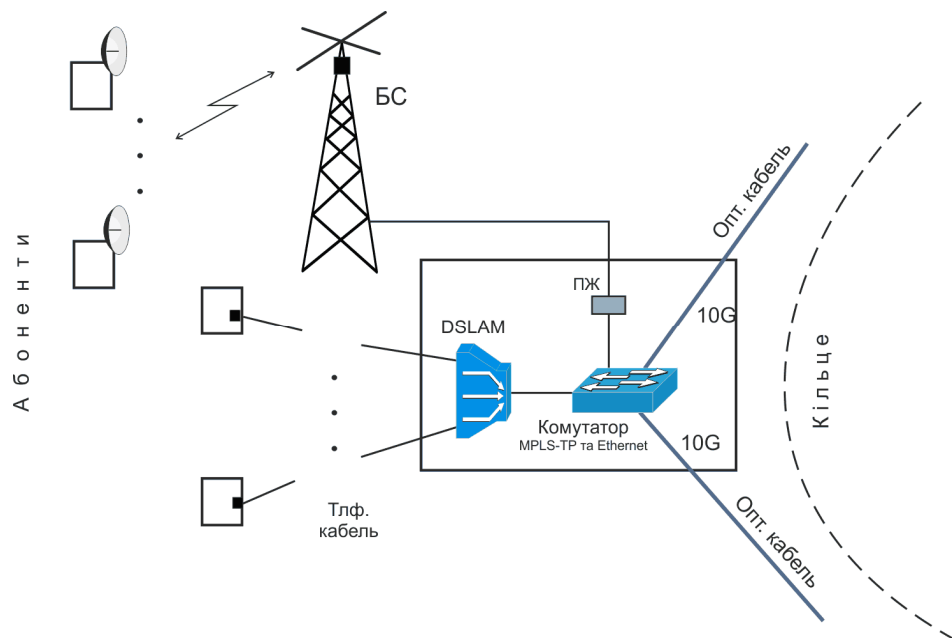 БС
Абоненти
Опт. кабель
ПЖ
10G
DSLAM
Кільце
Комутатор
MPLS-TP та Ethernet
10G
Тлф.
кабель
Опт. кабель